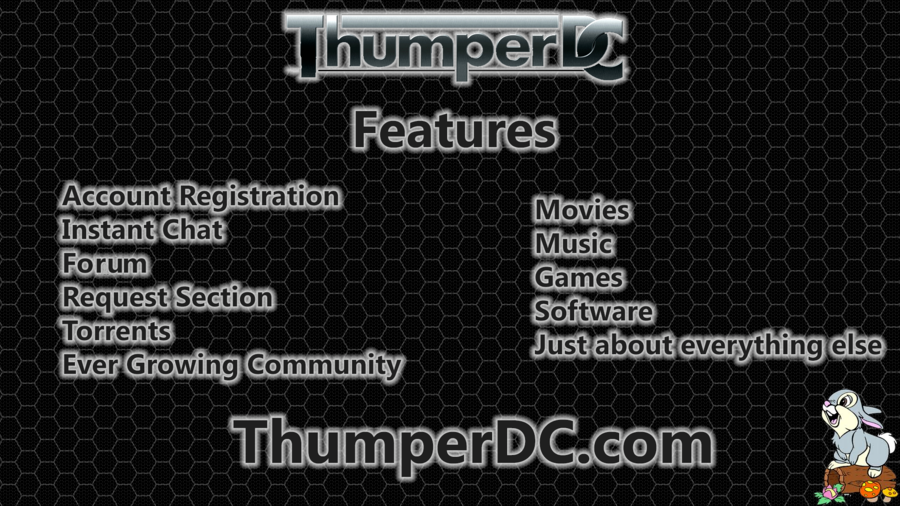 ThumperDC
Features
Account Registration
Instant Chat
Forum
Request Section
Torrents
Ever Growing Community
Movies
Music
Games
Software
Just about everything else
ThumperDC.com